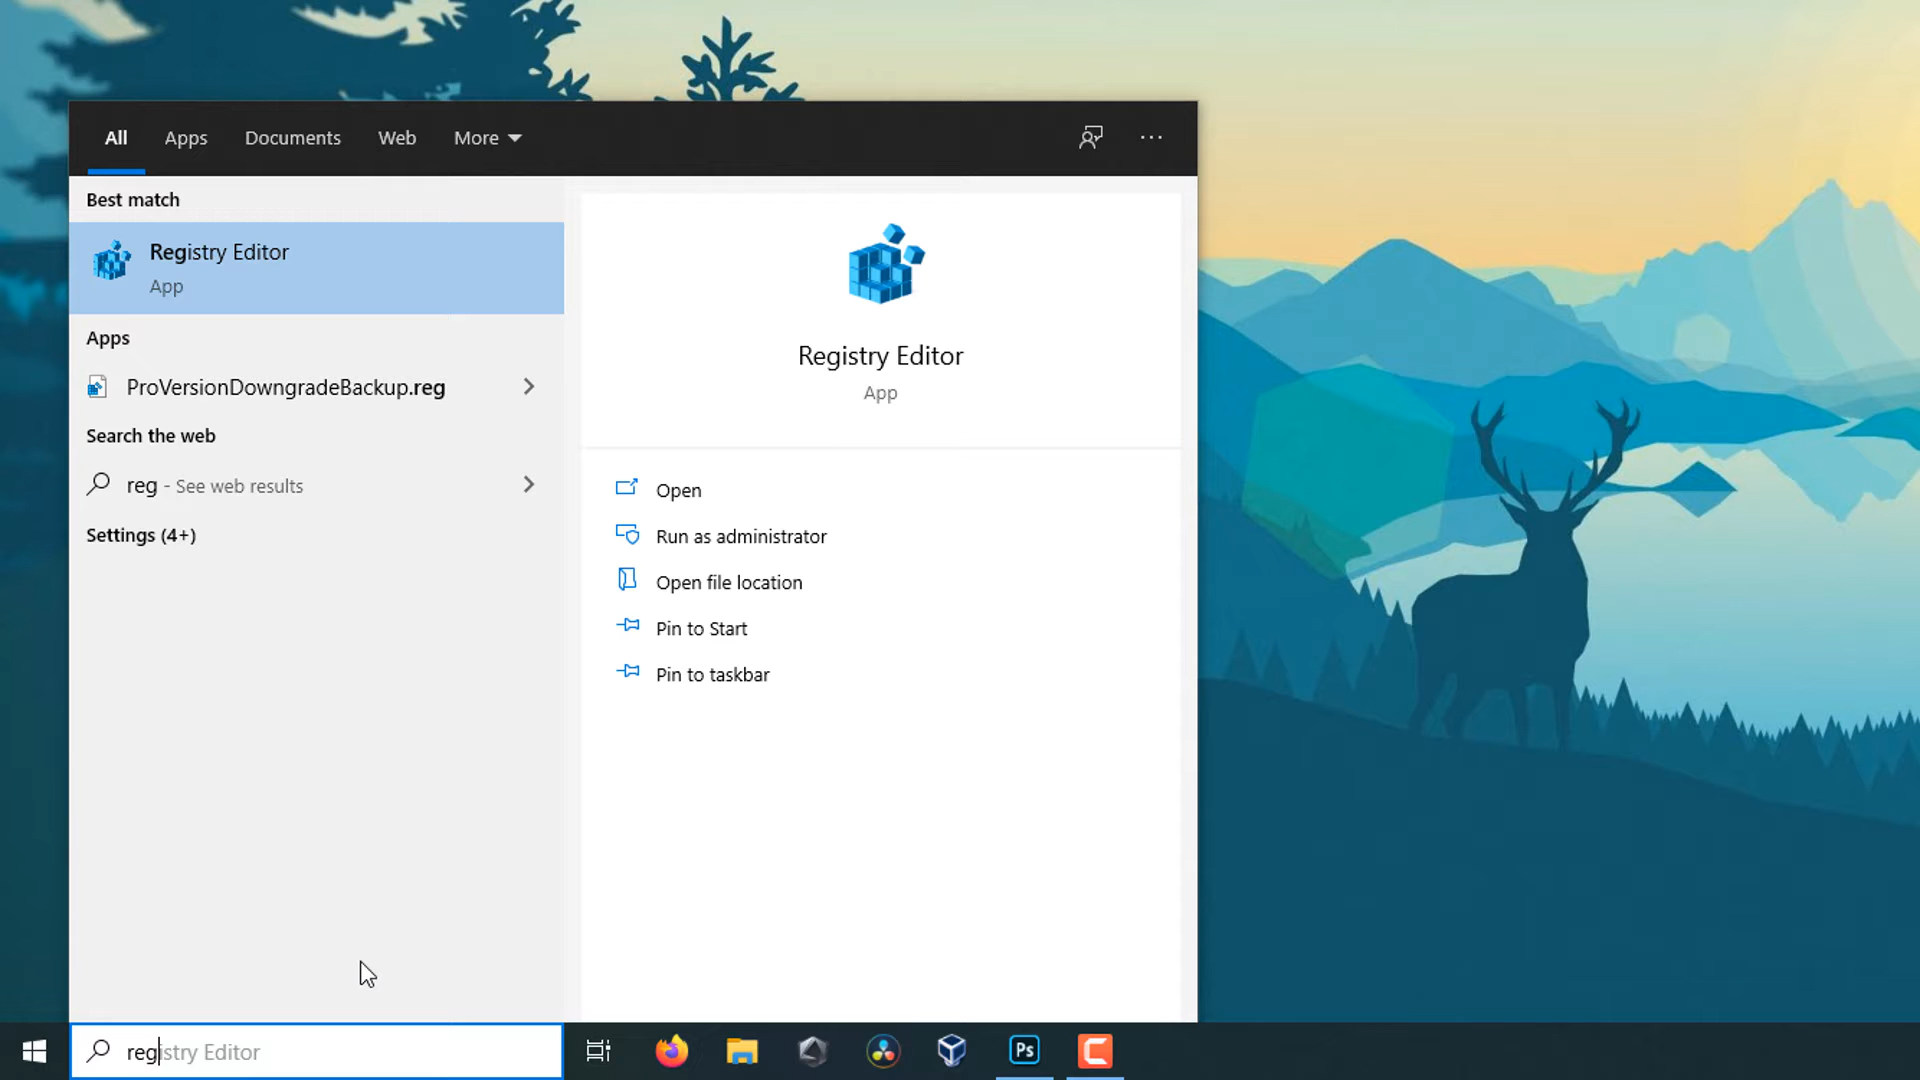 All Apps Documents Web More
Best match
Registry Editor
App
Apps
ProVersionDowngradeBackup.reg
Search the web
reg - See web results
Settings (4+)
Registry Editor
App
Open
Run as administrator
Open file location
Pin to Start
Pin to taskbar
registry Editor
Ps